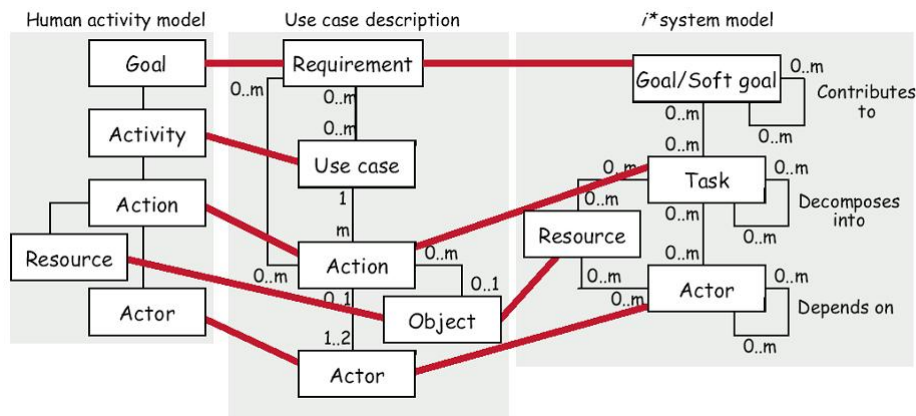 Human activity model
Use case description
i* system model
Goal
Requirement
Goal/Soft goal
0..m
Contributes
to
0..m
0..m
0..m
0..m
0..m
0..m
Activity
Use case
Task
0..m
0..m
0..m
Decomposes
into
0..m
0..m
1
m
Action
Resource
Resource
Action
0..m
0..m
0..m
0..1
0..m
0..m
Actor
0..m
0..m
Depends on
0..m
0..1
Object
Actor
1..2
Actor